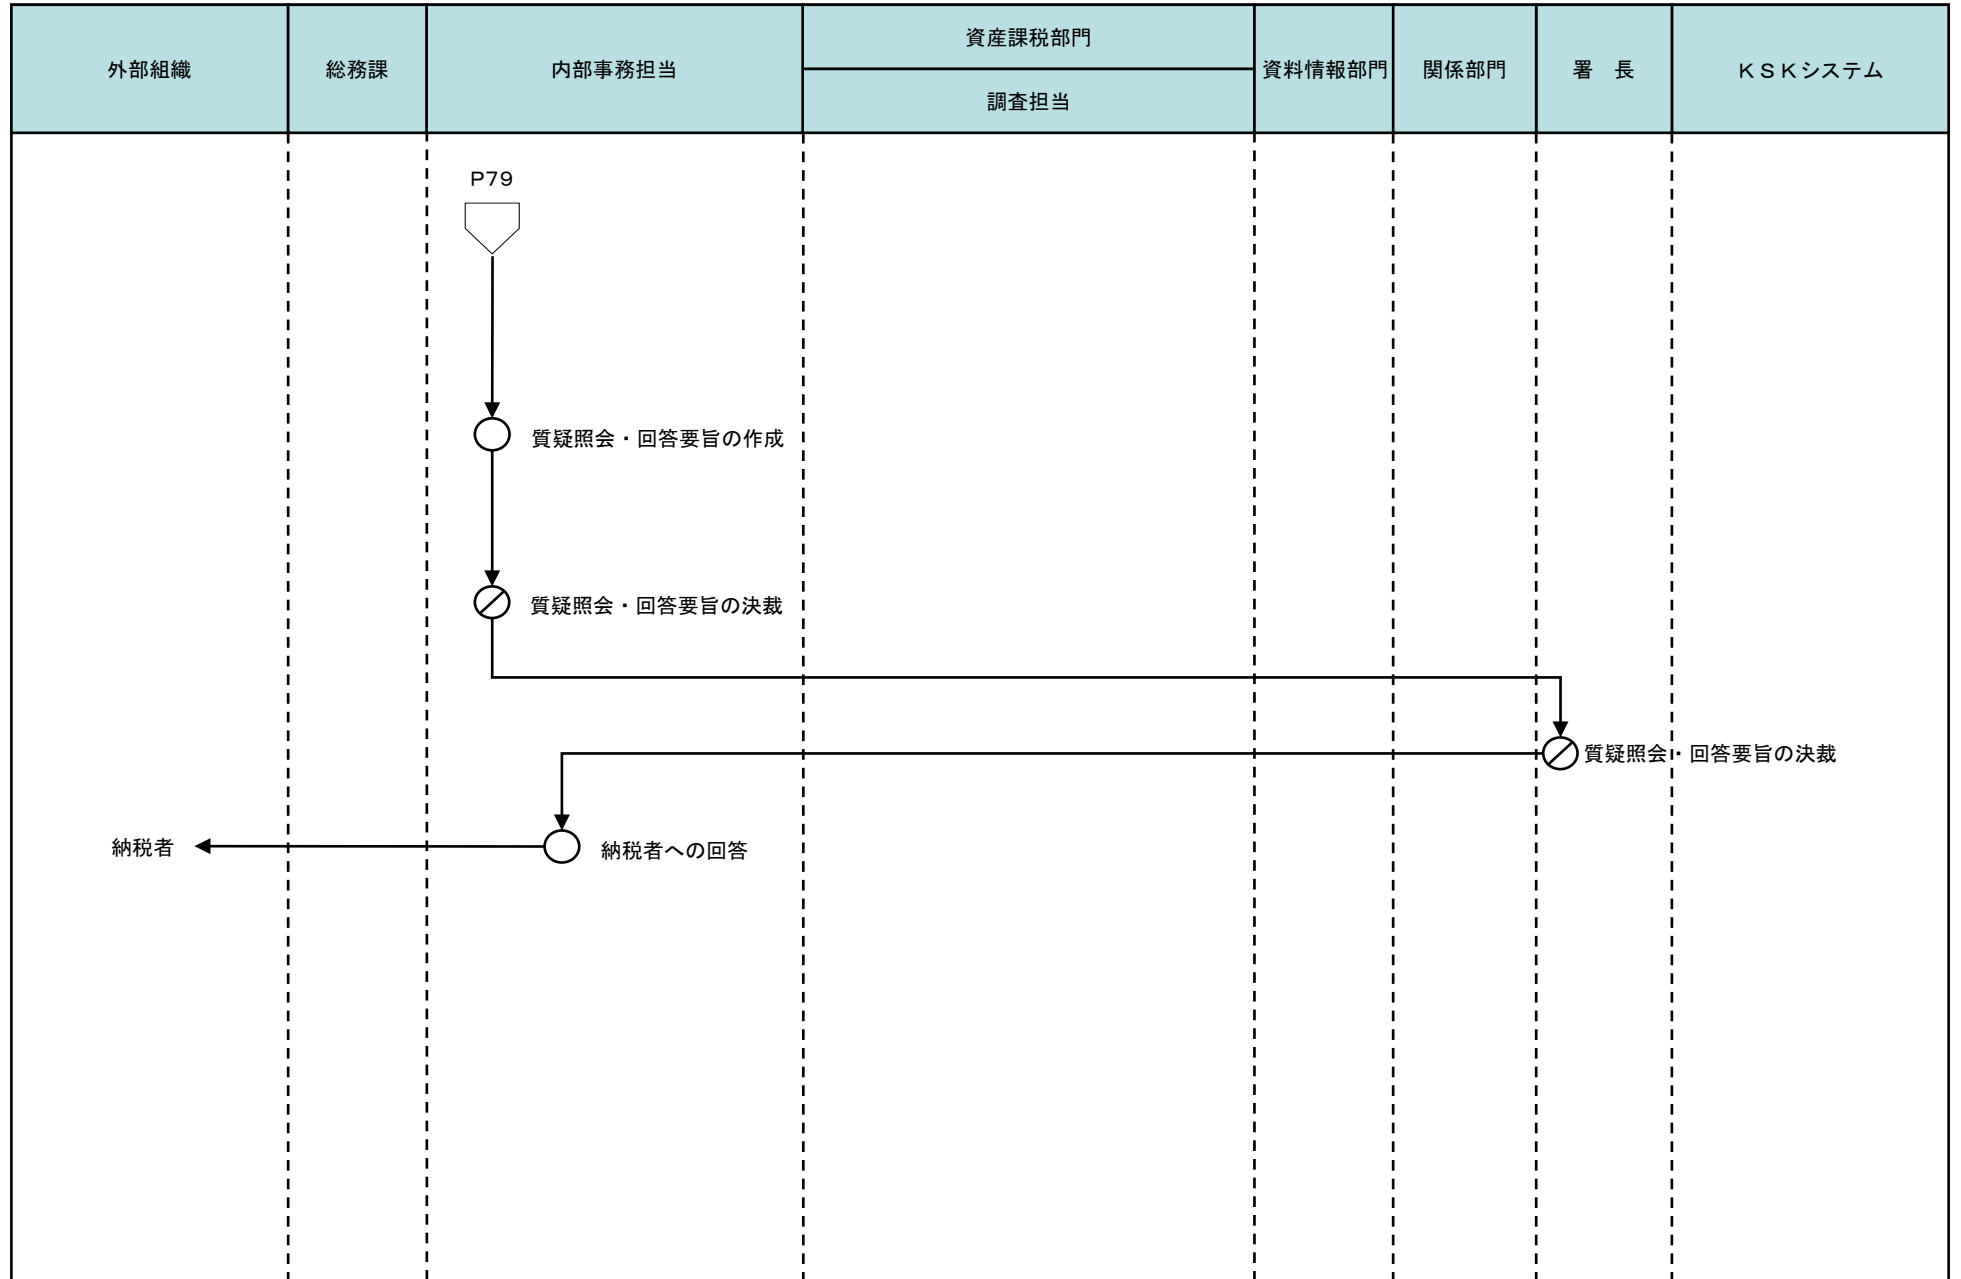 外部組織
総務課
内部事務担当
資産課税部門
調査担当
資料情報部門
関係部門
署　長
ＫＳＫシステム
P79
質疑照会・回答要旨の作成
質疑照会・回答要旨の決裁
質疑照会・回答要旨の決裁
納税者
納税者への回答